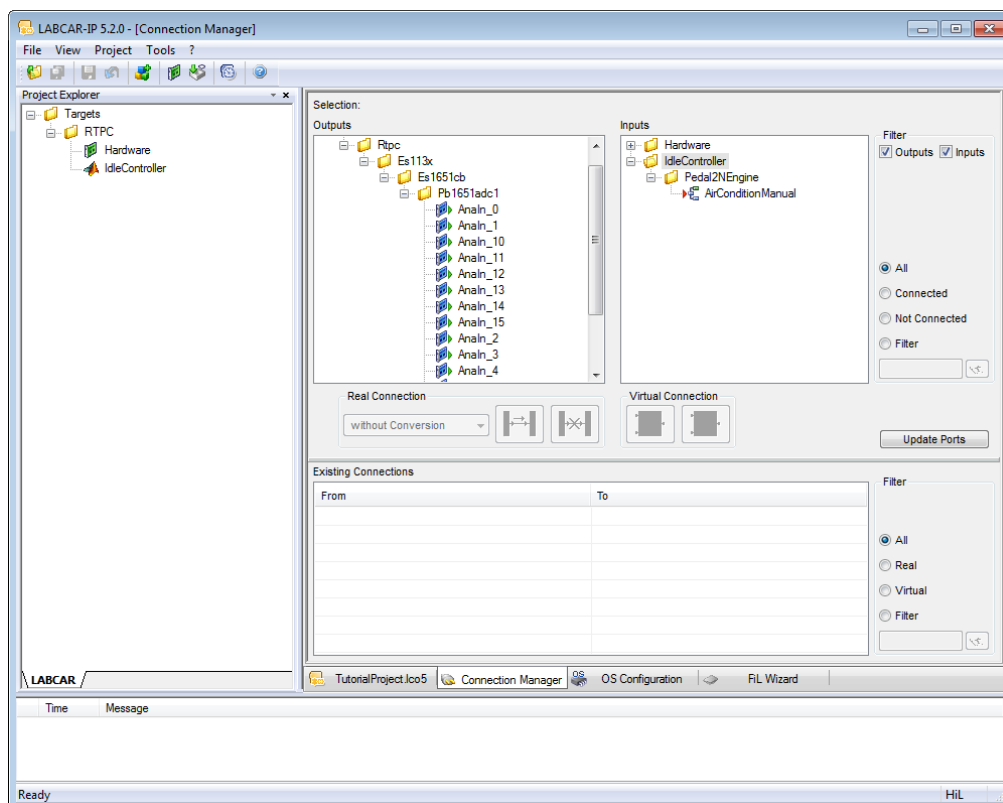 LABCAR-IP 5.2.0 - [Connection Manager]
File View Project Tools ?
Project Explorer
Targets
RTPC
Hardware
IdleController
LABCAR
Selection:
Outputs
Rtpc
Es113x
Es1651cb
Pb1651adc1
AnaIn_0
AnaIn_1
AnaIn_10
AnaIn_11
AnaIn_12
AnaIn_13
AnaIn_14
AnaIn_15
AnaIn_2
AnaIn_3
AnaIn_4
Inputs
Hardware
IdleController
Pedal2NEngine
AirConditionManual
Filter
Outputs Inputs
All
Connected
Not Connected
Filter
Real Connection
without Conversion
Virtual Connection
Update Ports
Existing Connections
From To
Filter
All
Real
Virtual
Filter
TutorialProject.lco5 Connection Manager OS OS Configuration FiL Wizard
Time Message
Ready HiL